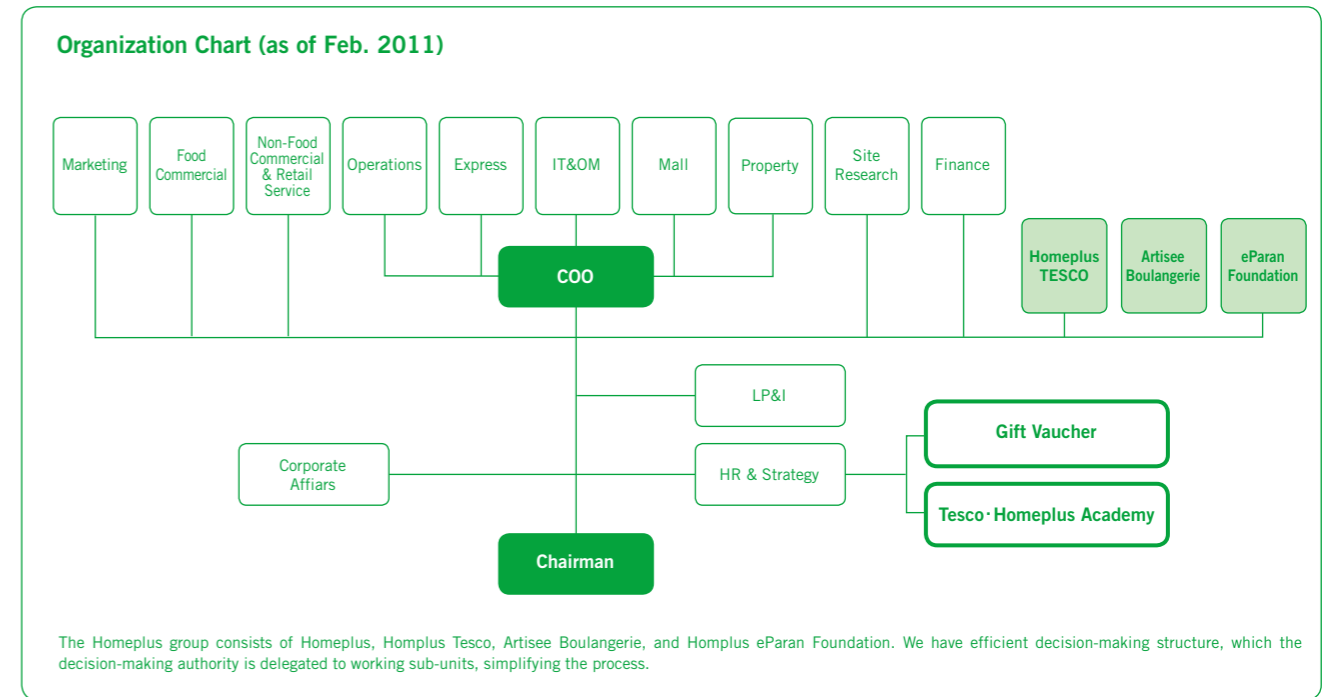 Organization Chart (as of Feb. 2011)
Marketing
Food
Commercial
Non-Food
Commercial
& Retail
Service
Operations
Express
IT&OM
Mall
Property
Site
Research
Finance
Homeplus
TESCO
Artisee
Boulangerie
eParan
Foundation
COO
LP&I
Corporate
Affiars
HR & Strategy
Gift Vaucher
Tesco·Homeplus Academy
Chairman
The Homeplus group consists of Homeplus, Homplus Tesco, Artisee Boulangerie, and Homplus eParan Foundation. We have efficient decision-making structure, which the
decision-making authority is delegated to working sub-units, simplifying the process.